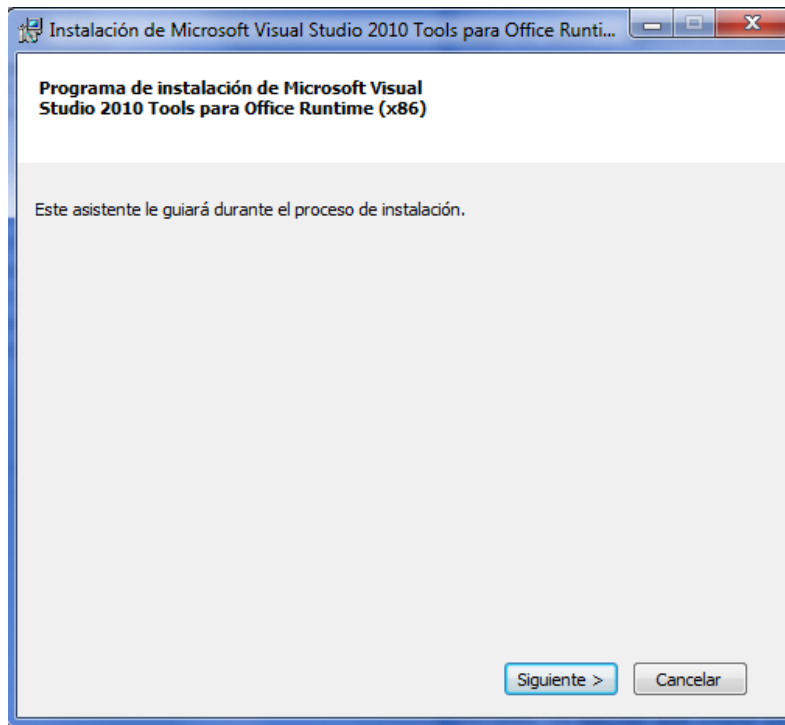 Instalación de Microsoft Visual Studio 2010 Tools para Office Runti...
Programa de instalación de Microsoft Visual
Studio 2010 Tools para Office Runtime (x86)
Este asistente le guiará durante el proceso de instalación.
Siguiente > Cancelar